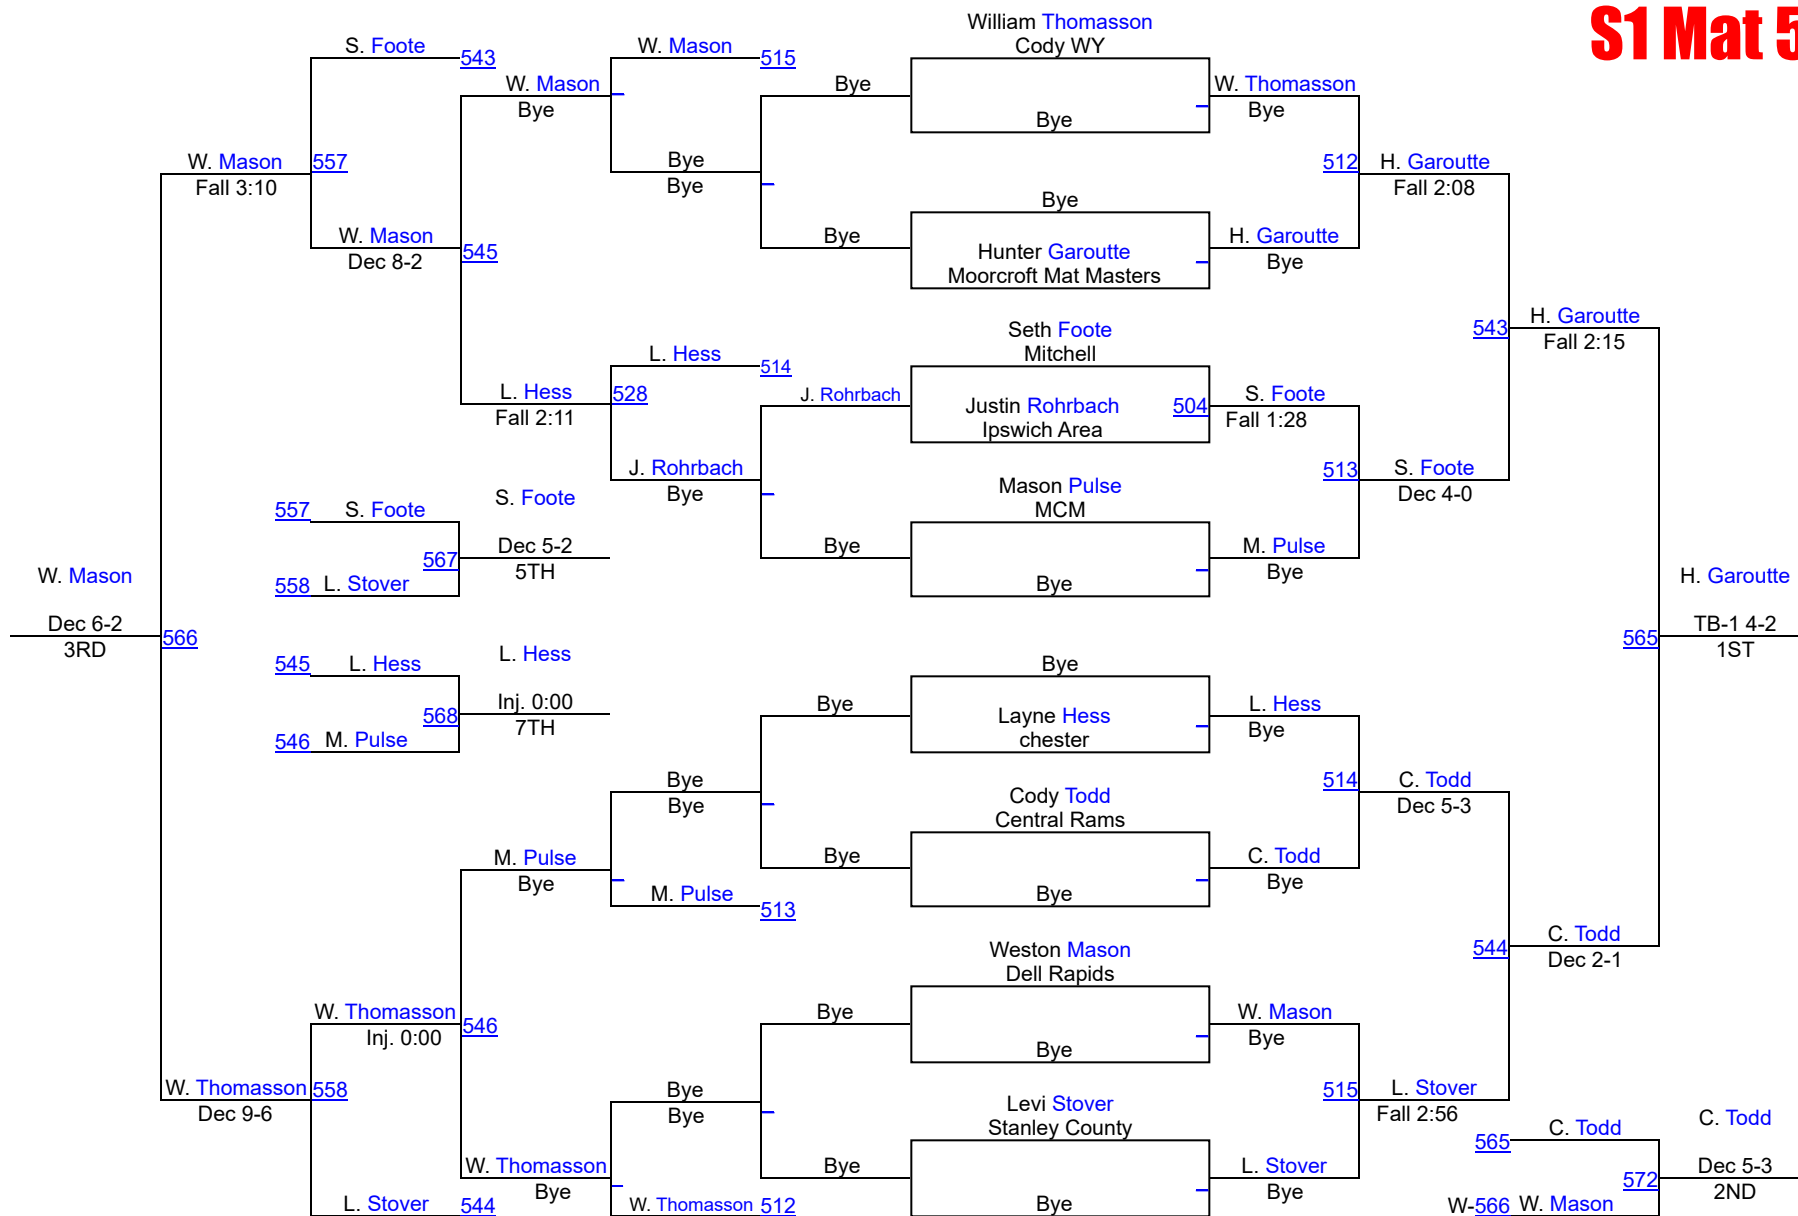 S1 Mat 5
William Thomasson
Cody WY
S. Foote
543
W. Mason
515
W. Mason
Bye
Bye
Bye
W. Thomasson
Bye
W. Mason
557
Fall 3:10
Bye
Bye
512
H. Garoutte
Fall 2:08
W. Mason
545
Dec 8-2
Bye
Bye
Hunter Garoutte
Moorcroft Mat Masters
H. Garoutte
Bye
Seth Foote
Mitchell
543
H. Garoutte
Fall 2:15
L. Hess
514
L. Hess
528
Fall 2:11
J. Rohrbach
Justin Rohrbach
Ipswich Area
504
S. Foote
Fall 1:28
J. Rohrbach
Bye
513
S. Foote
Dec 4-0
Mason Pulse
MCM
557
S. Foote
S. Foote
567
Dec 5-2
5TH
Bye
M. Pulse
Bye
558
L. Stover
Bye
W. Mason
Dec 6-2
3RD
566
H. Garoutte
565
TB-1 4-2
1ST
545
L. Hess
L. Hess
568
Inj. 0:00
7TH
546
M. Pulse
Bye
Bye
Layne Hess
chester
L. Hess
Bye
Bye
Bye
514
C. Todd
Dec 5-3
Cody Todd
Central Rams
M. Pulse
Bye
Bye
C. Todd
Bye
Bye
M. Pulse
513
544
C. Todd
Dec 2-1
Weston Mason
Dell Rapids
W. Thomasson
546
Inj. 0:00
Bye
W. Mason
Bye
Bye
W. Thomasson
558
Dec 9-6
Bye
Bye
515
L. Stover
Fall 2:56
Levi Stover
Stanley County
565
C. Todd
C. Todd
W. Thomasson
Bye
Bye
L. Stover
Bye
572
Dec 5-3
2ND
L. Stover
544
W. Thomasson
512
Bye
W-566
W. Mason